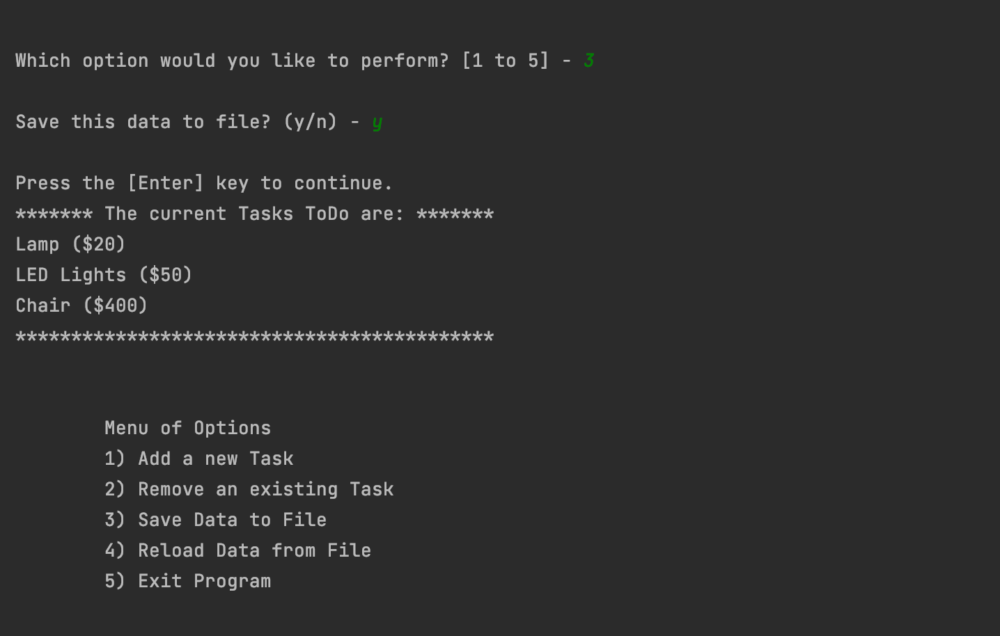 Which option would you like to perform? [1 to 5] - 3
Save this data to file? (y/n) - y
Press the [Enter] key to continue.
******* The current Tasks ToDo are: *******
Lamp ($20)
LED Lights ($50)
Chair ($400)
*******************************************
Menu of Options
1) Add a new Task
2) Remove an existing Task
3) Save Data to File
4) Reload Data from File
5) Exit Program